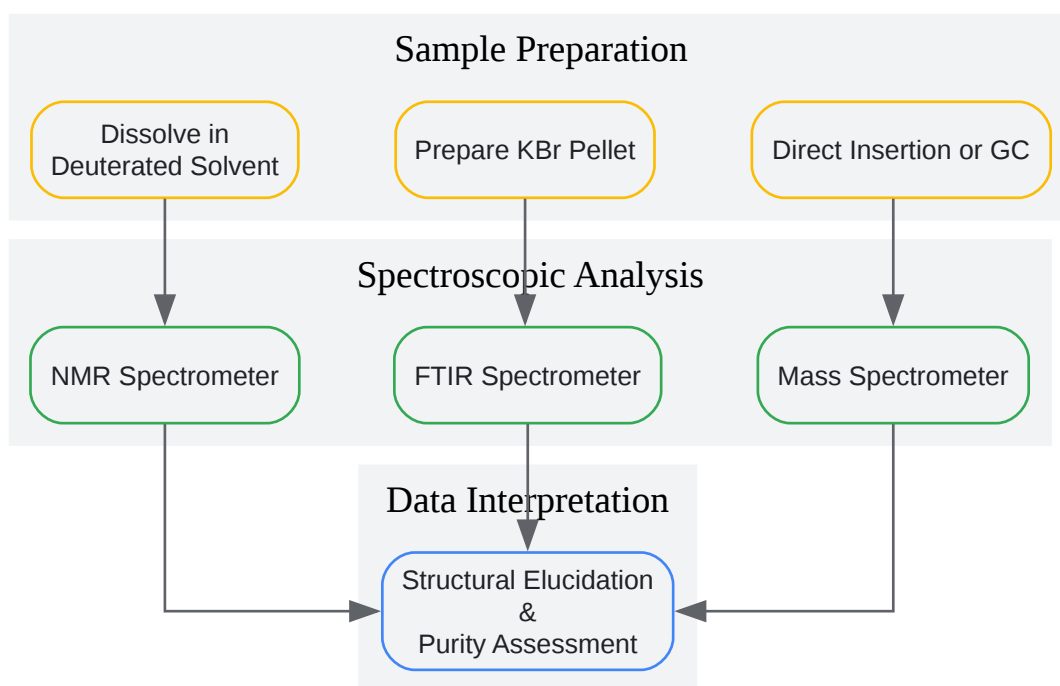 Sample Preparation
Dissolve in
Deuterated Solvent
Prepare KBr Pellet
Direct Insertion or GC
Spectroscopic Analysis
NMR Spectrometer
FTIR Spectrometer
Mass Spectrometer
Data Interpretation
Structural Elucidation
&
Purity Assessment